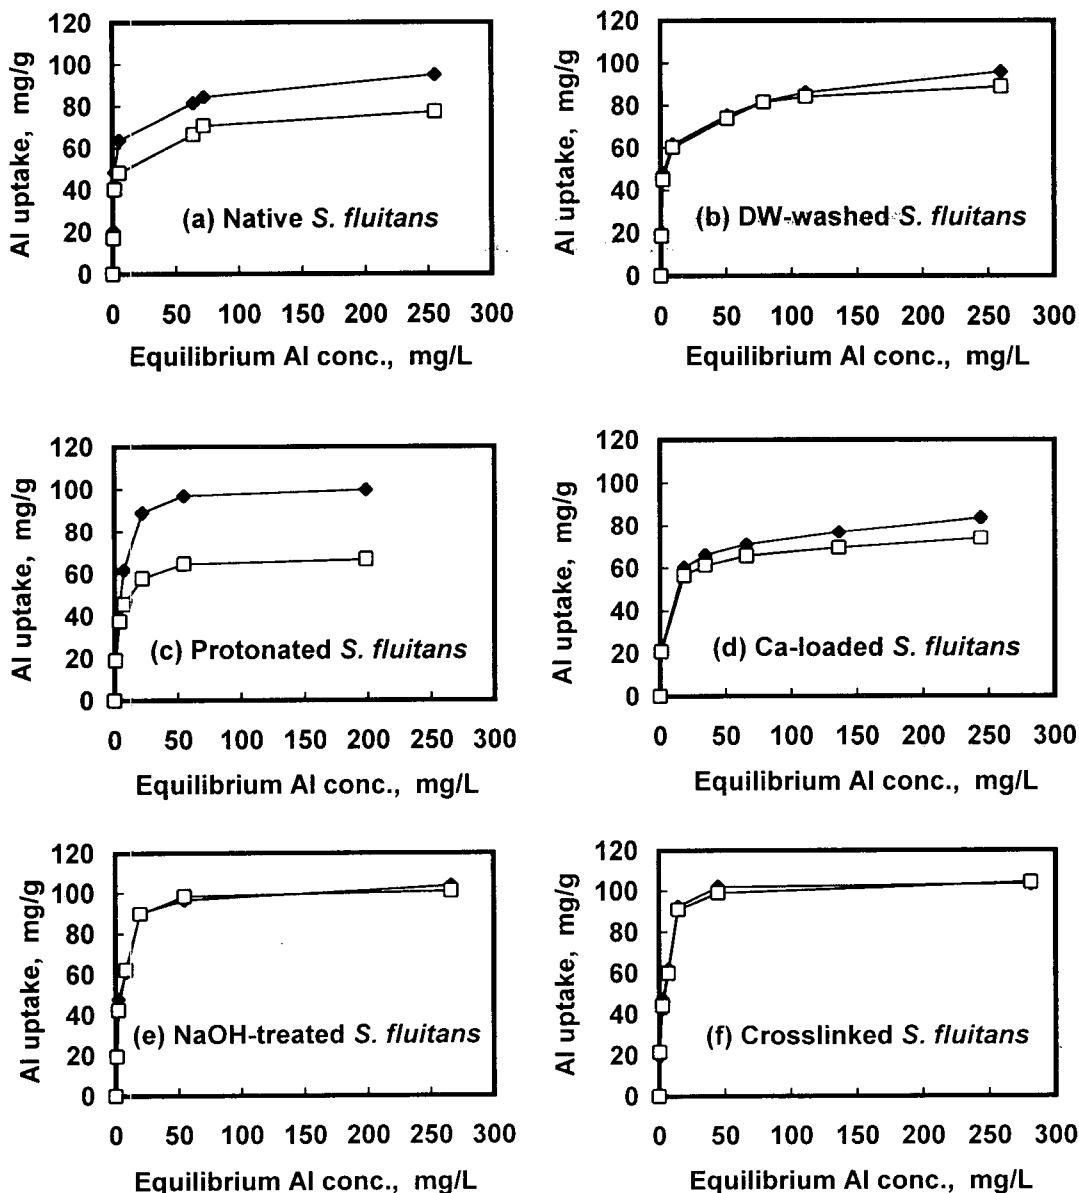 120
100
80
60
40
20
0
Al uptake, mg/g
(a) Native S. fluitans
0 50 100 150 200 250 300
Equilibrium Al conc., mg/L
120
100
80
60
40
20
0
Al uptake, mg/g
(b) DW-washed S. fluitans
0 50 100 150 200 250 300
Equilibrium Al conc., mg/L
120
100
80
60
40
20
0
Al uptake, mg/g
(c) Protonated S. fluitans
0 50 100 150 200 250 300
Equilibrium Al conc., mg/L
120
100
80
60
40
20
0
Al uptake, mg/g
(d) Ca-loaded S. fluitans
0 50 100 150 200 250 300
Equilibrium Al conc., mg/L
120
100
80
60
40
20
0
Al uptake, mg/g
(e) NaOH-treated S. fluitans
0 50 100 150 200 250 300
Equilibrium Al conc., mg/L
120
100
80
60
40
20
0
Al uptake, mg/g
(f) Crosslinked S. fluitans
0 50 100 150 200 250 300
Equilibrium Al conc., mg/L